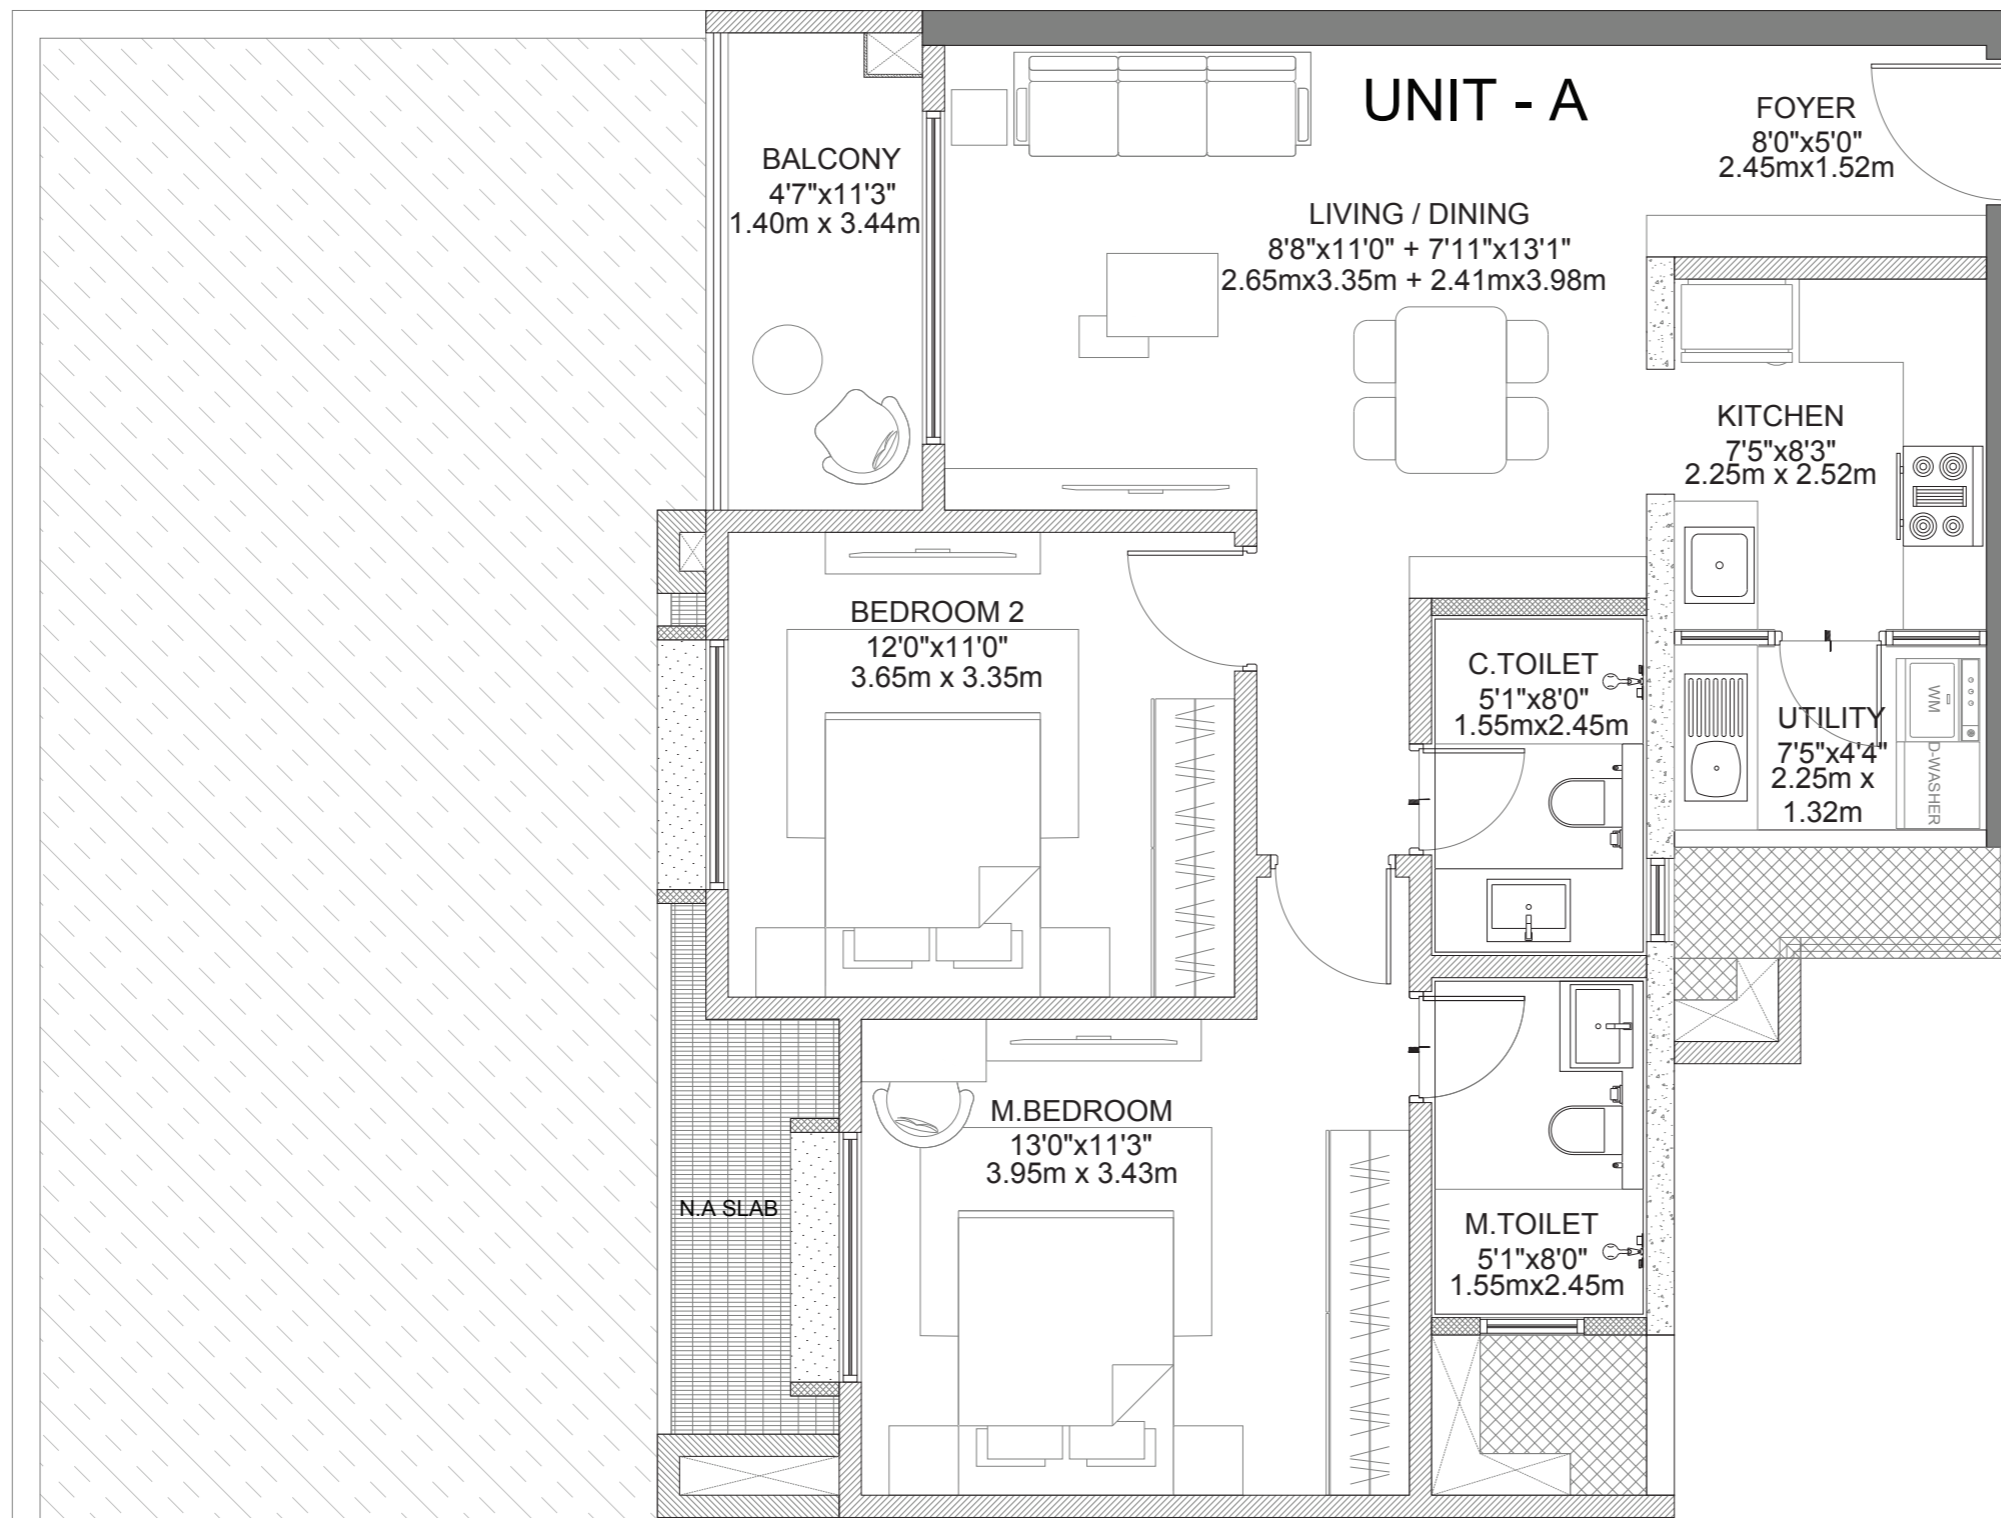 UNIT - A
FOYER
8'0"x5'0"
2.45mx1.52m
BALCONY
4'7"x11'3"
1.40m x 3.44m
LIVING / DINING
8'8"x11'0" + 7'11"x13'1"
2.65mx3.35m + 2.41mx3.98m
KITCHEN
7'5"x8'3"
2.25m x 2.52m
BEDROOM 2
12'0"x11'0"
3.65m x 3.35m
C.TOILET
5'1"x8'0"
1.55mx2.45m
UTILITY
7'5"x4'4"
2.25m x
1.32m
WM
D-WASHER
M.BEDROOM
13'0"x11'3"
3.95m x 3.43m
N.A SLAB
M.TOILET
5'1"x8'0"
1.55mx2.45m